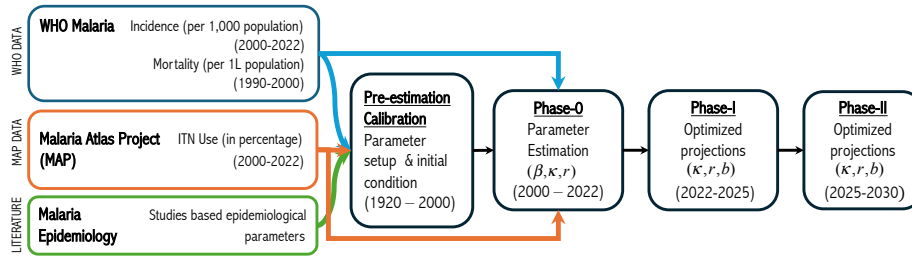 WHO DATA
WHO Malaria
Incidence (per 1,000 population)
(2000-2022)
Mortality (per 1L population)
(1990-2000)
MAP DATA
Malaria Atlas Project
(MAP)
ITN Use (in percentage)
(2000-2022)
LITERATURE
Malaria
Epidemiology
Studies based epidemiological
parameters
Pre-estimation
Calibration
Parameter
setup & initial
condition
(1920 – 2000)
Phase-0
Parameter
Estimation
(β,κ,r)
(2000 – 2022)
Phase-I
Optimized
projections
(κ,r,b)
(2022-2025)
Phase-II
Optimized
projections
(κ,r,b)
(2025-2030)